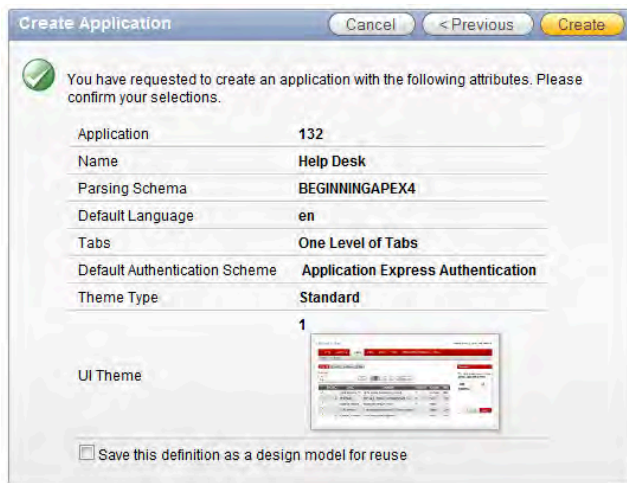 Create Application
Cancel
< Previous
Create
You have requested to create an application with the following attributes. Please
confirm your selections.
Application 132
Name Help Desk
Parsing Schema BEGINNINGAPEX4
Default Language en
Tabs One Level of Tabs
Default Authentication Scheme Application Express Authentication
Theme Type Standard
1
UI Theme
Save this definition as a design model for reuse